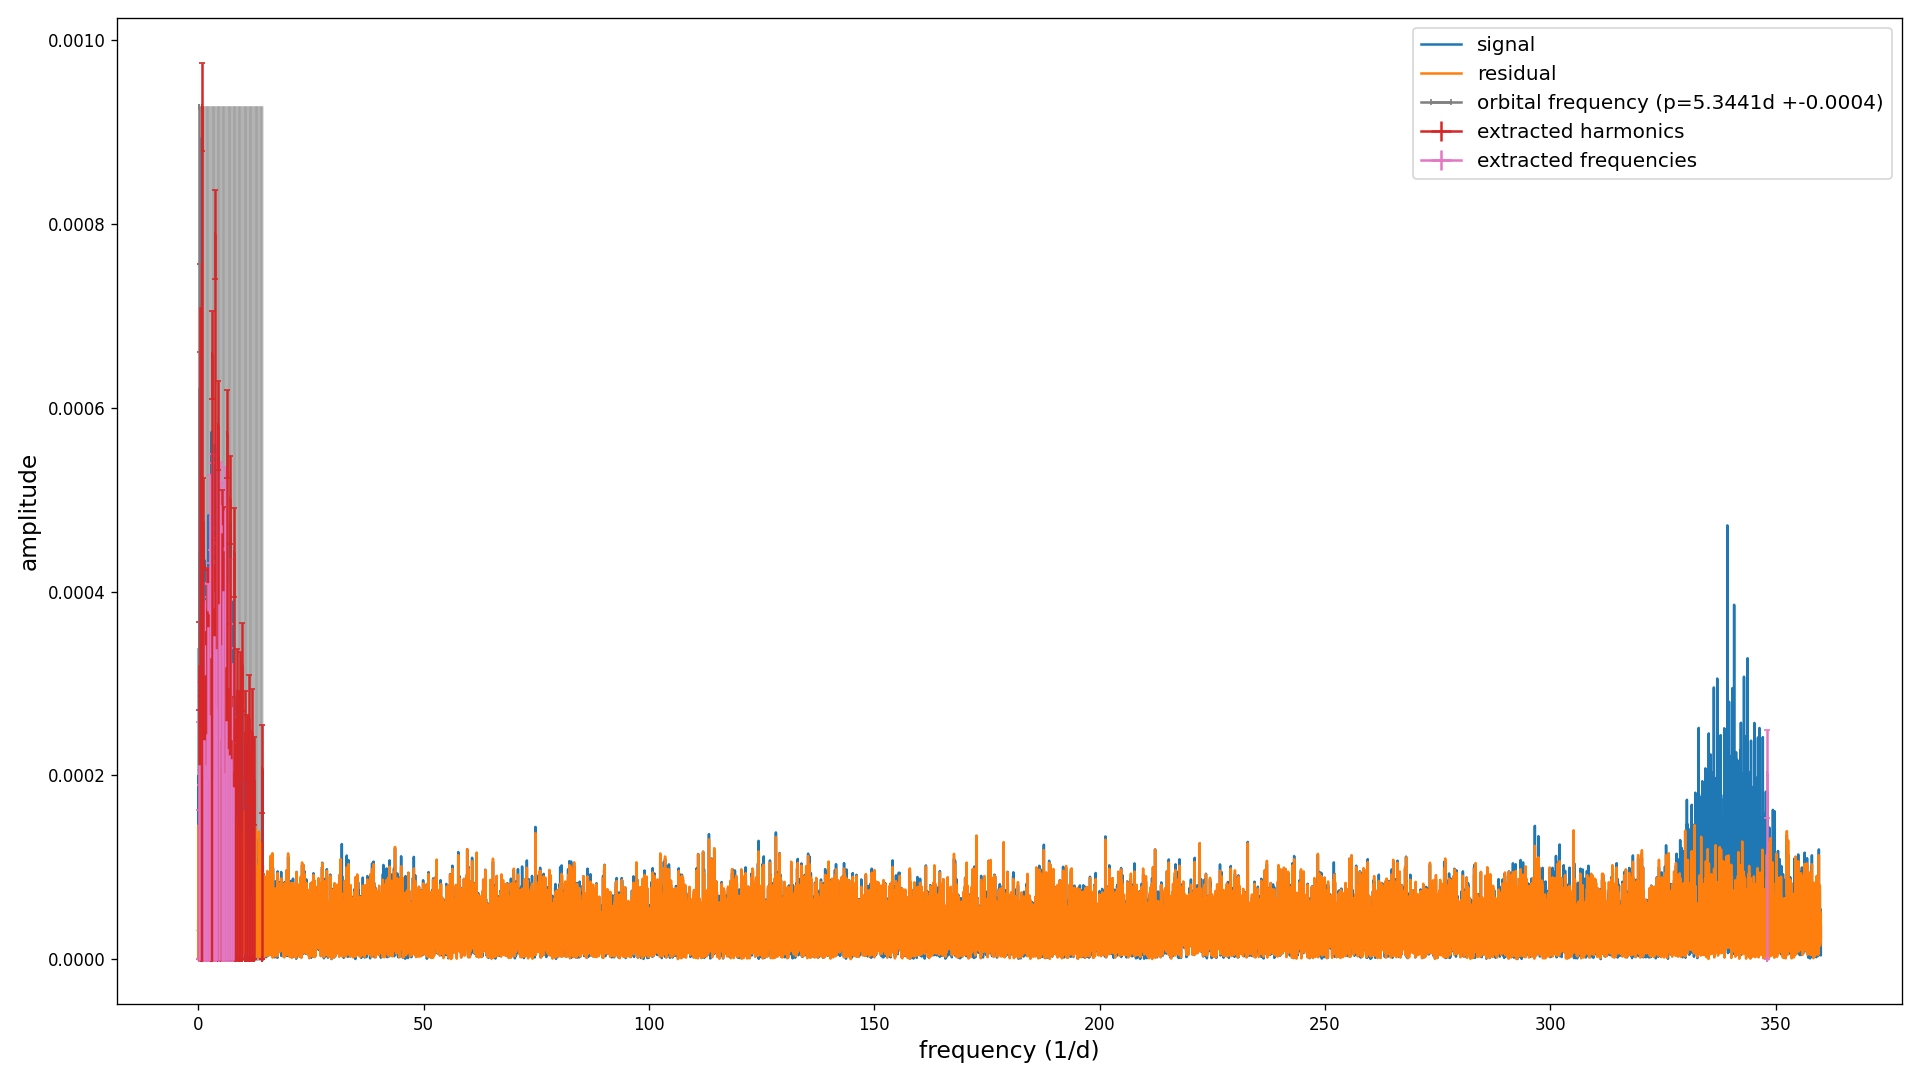 0.0010
0.0008
0.0006
0.0004
0.0002
0.0000
amplitude
0 50 100 150 200 250 300 350
frequency (1/d)
signal
residual
orbital frequency (p=5.3441d +-0.0004)
extracted harmonics
extracted frequencies